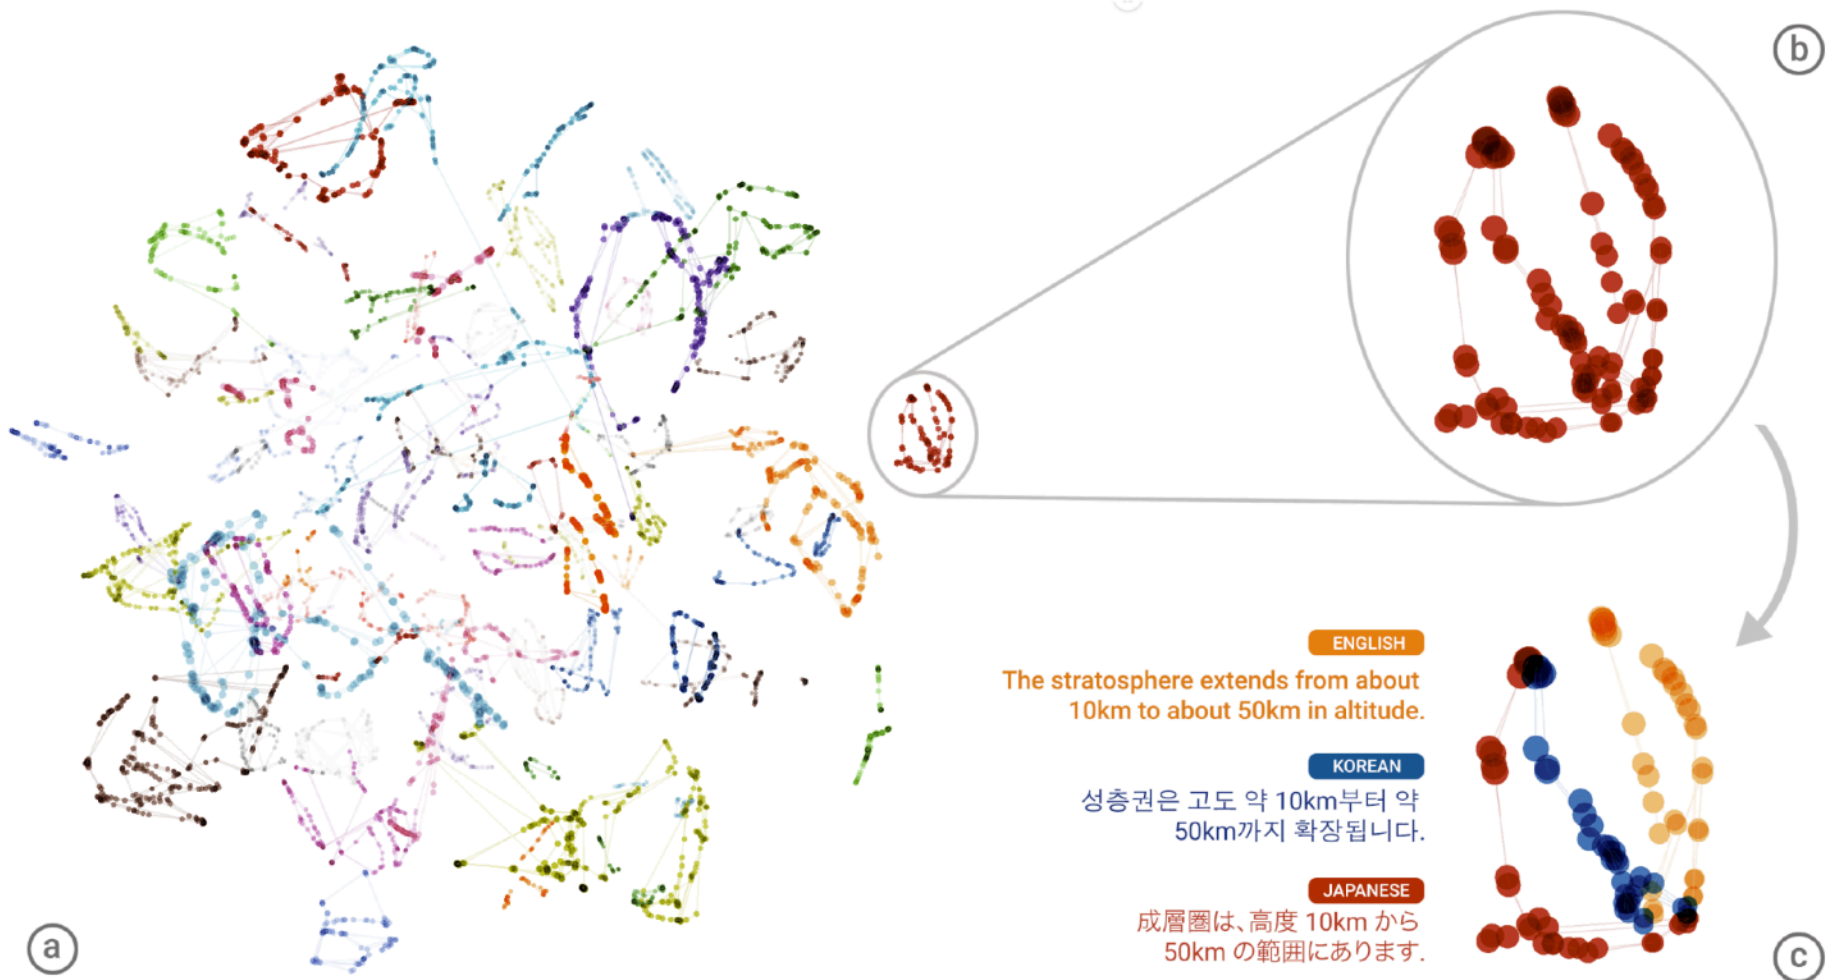 b
ENGLISH
The stratosphere extends from about
10km to about 50km in altitude.
KOREAN
성층권은 고도 약 10km부터 약
50km까지 확장됩니다.
JAPANESE
成層圏は、高度 10km から
50km の範囲にあります。
a
c